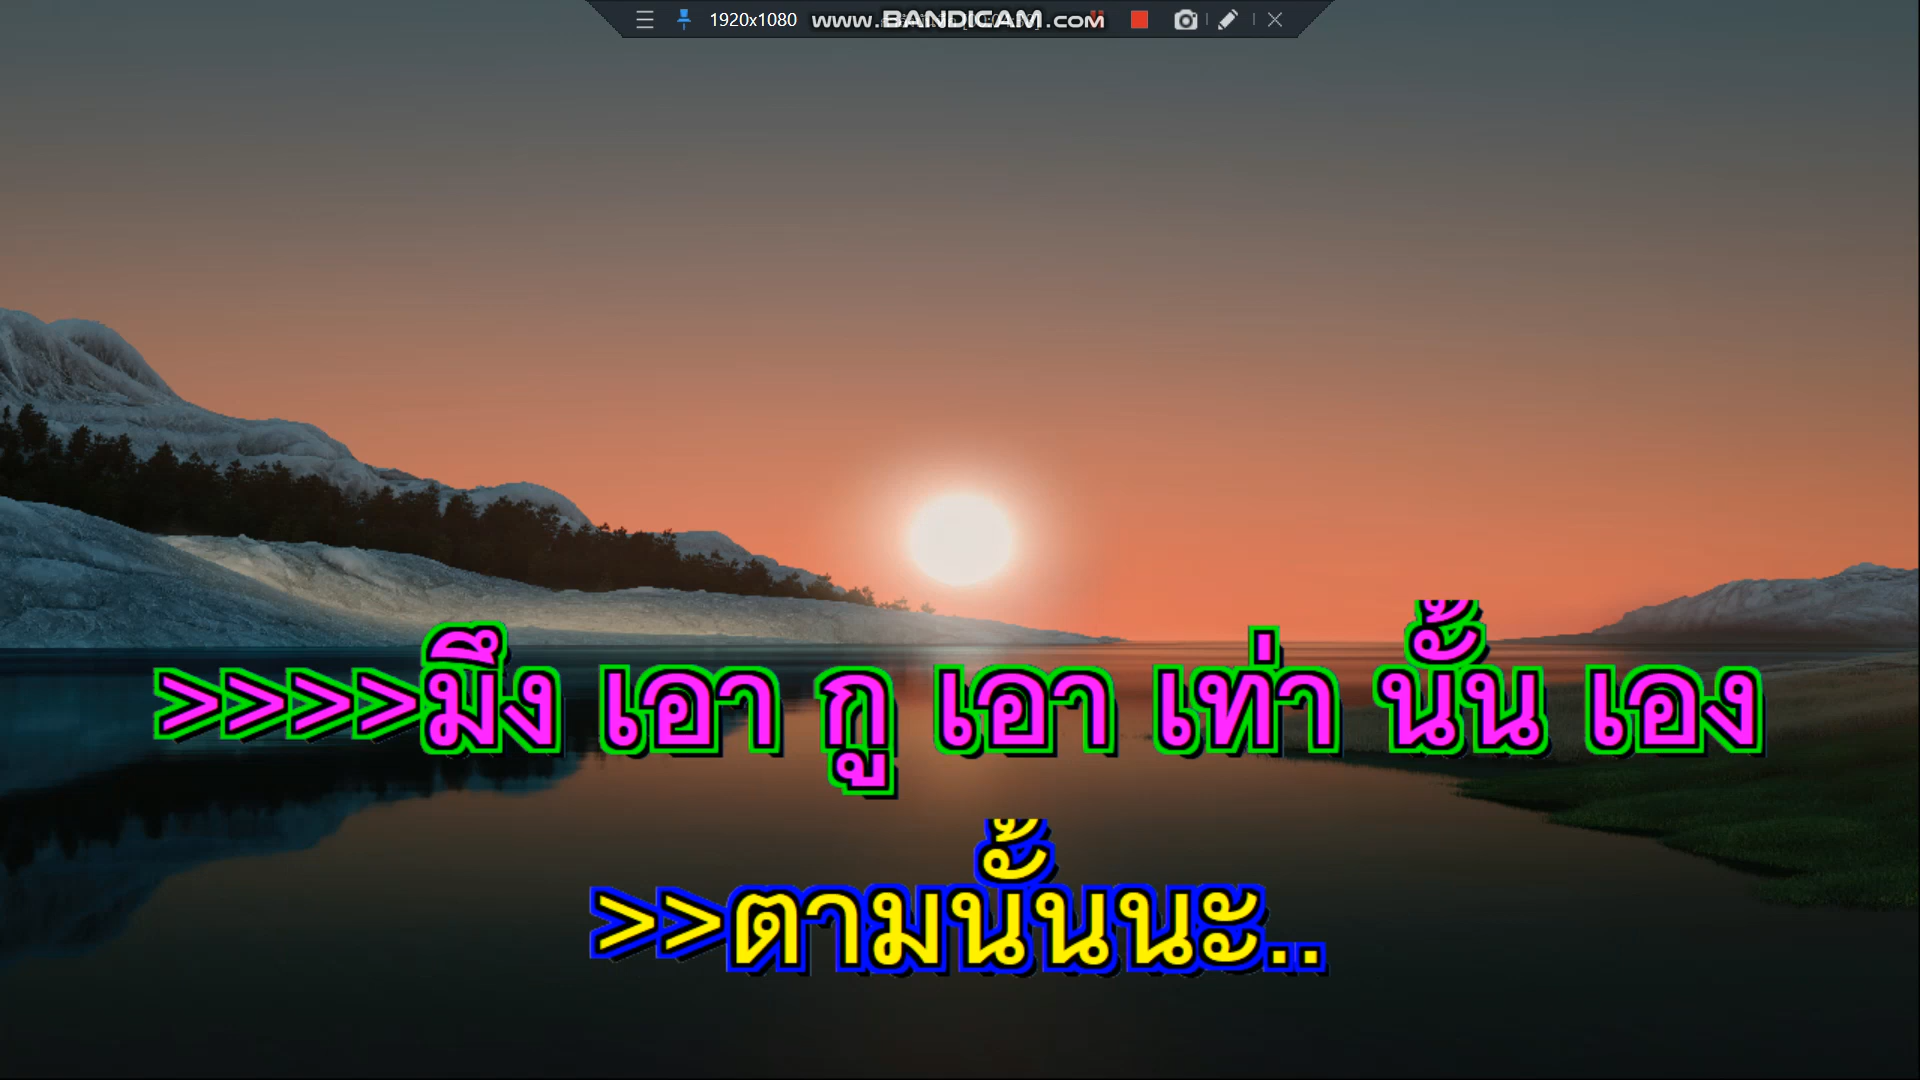 1920x1080 www.BANDICAM.com
>>>>มึง เอา กู เอา เท่า นั้น เอง
>>ตามนั้นนะ..